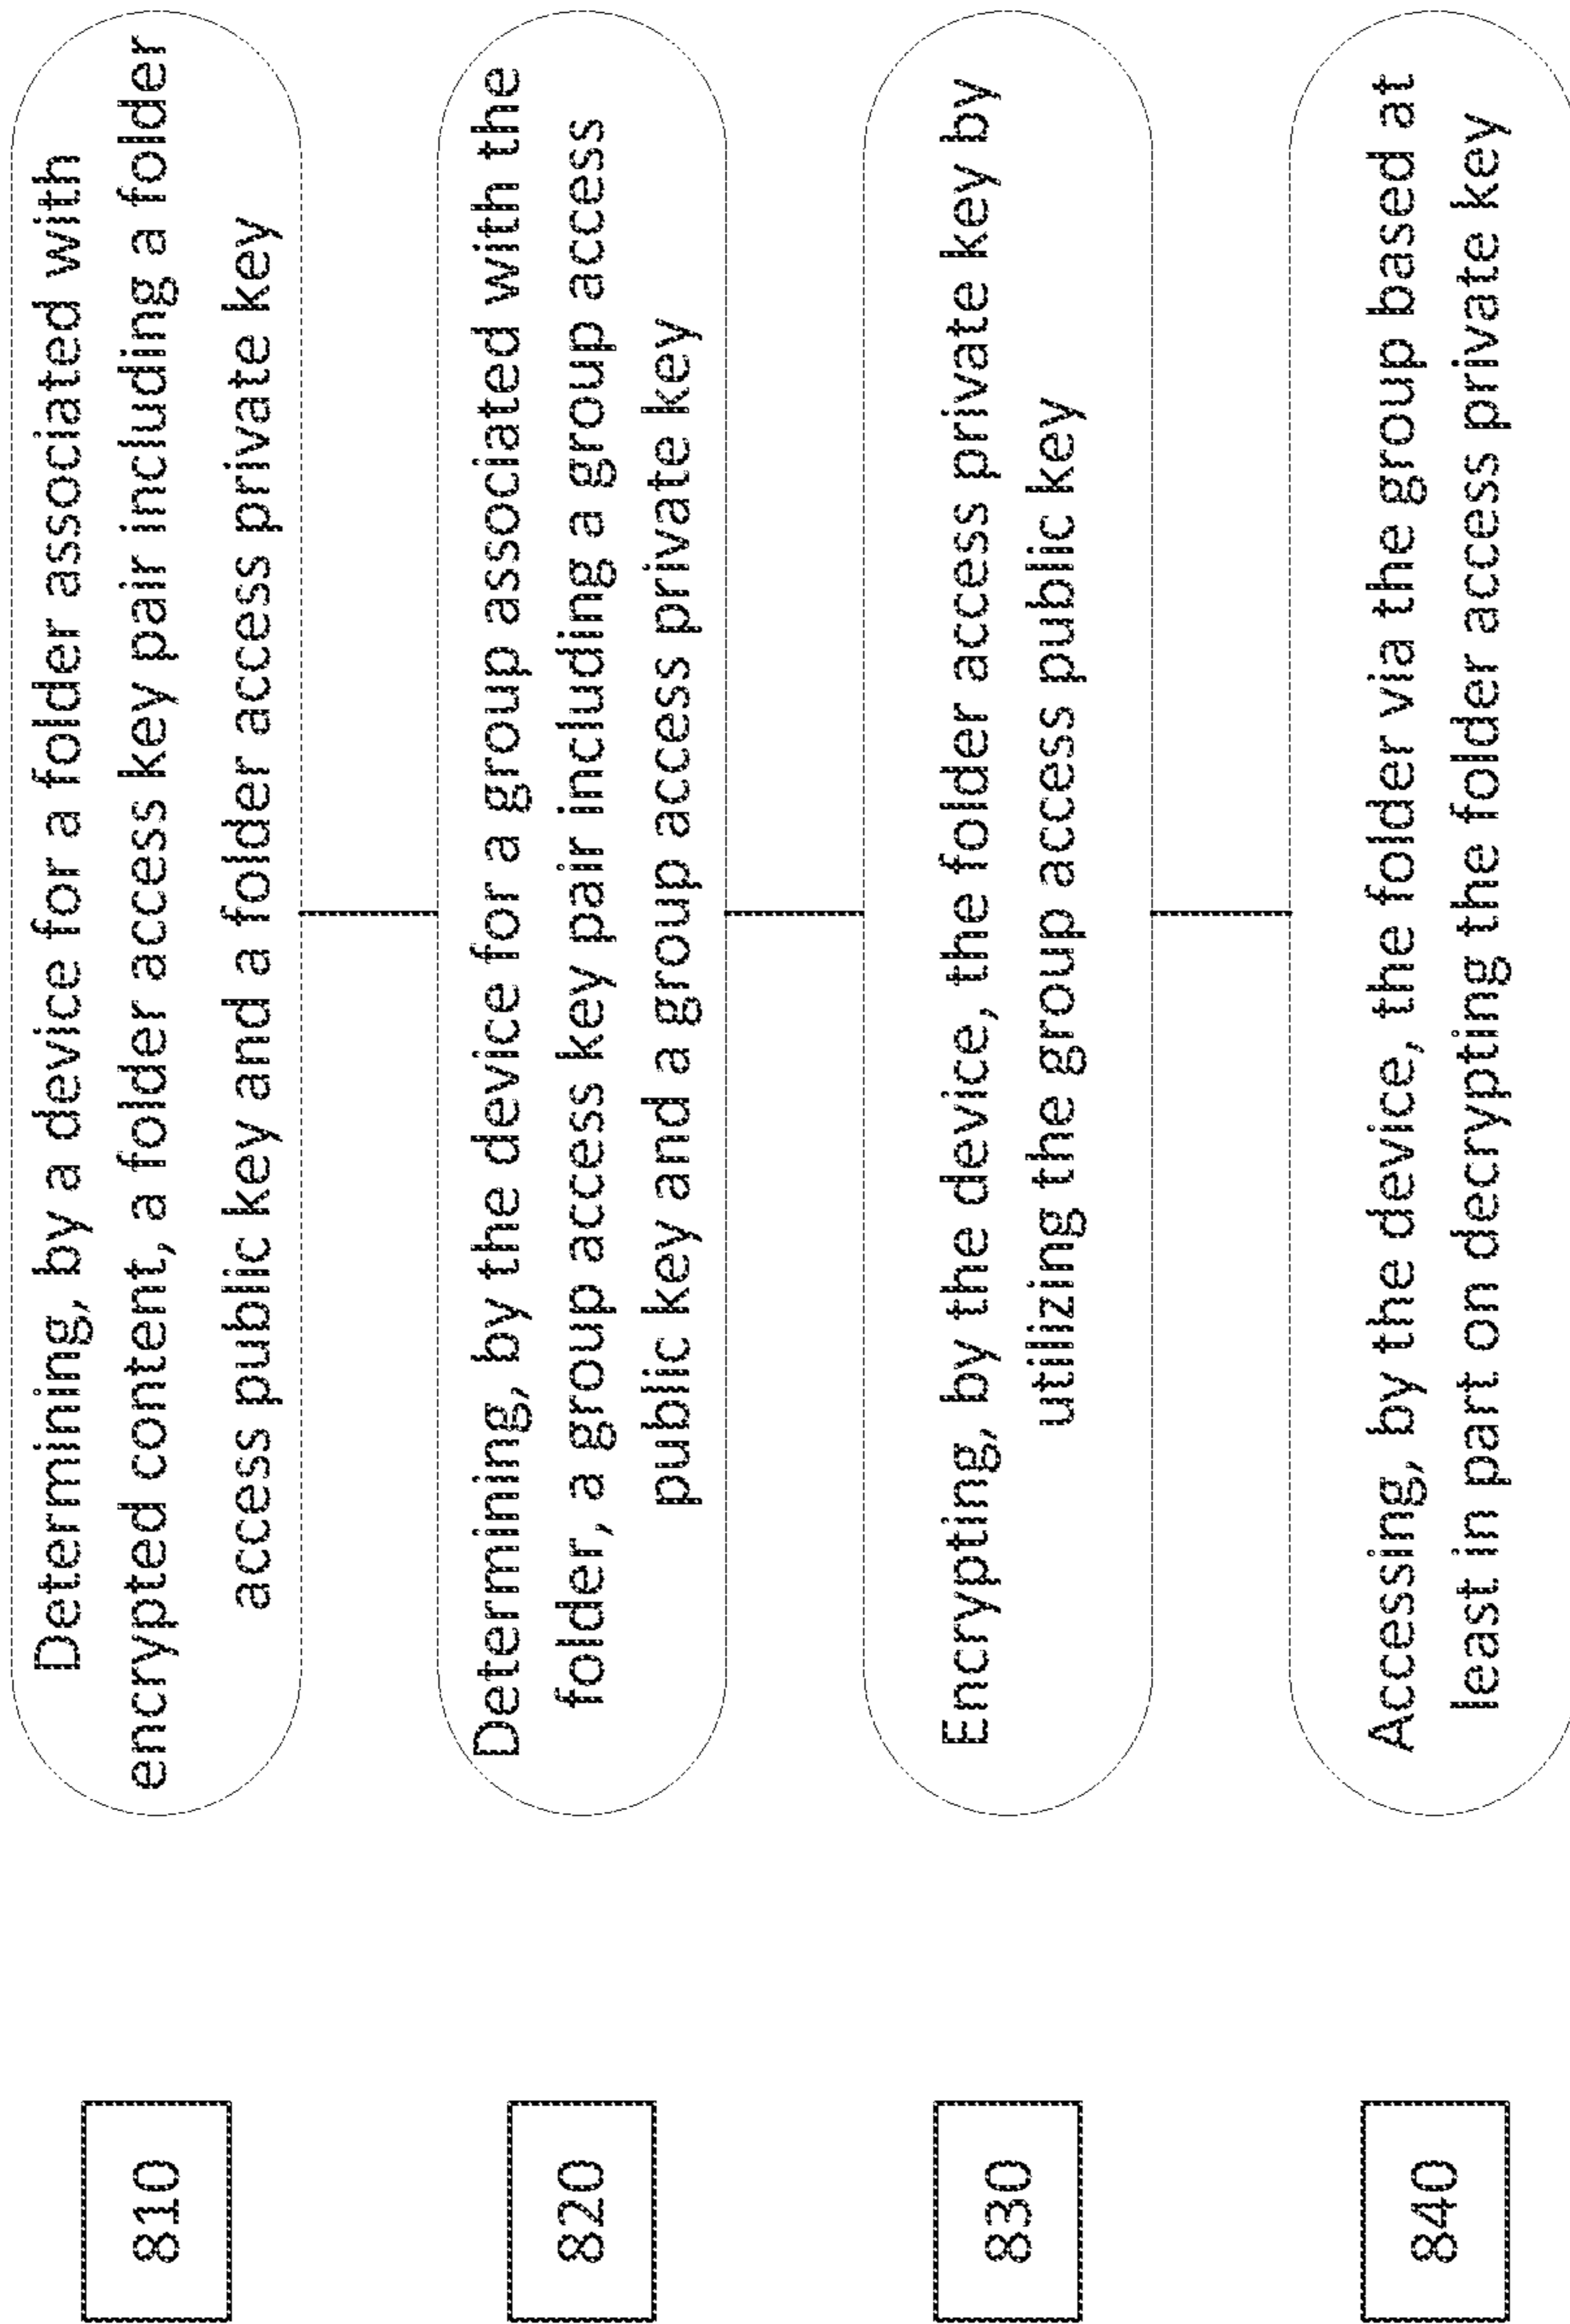 810
Determining, by a device for a folder associated with
encrypted content, a folder access key pair including a folder
access public key and a folder access private key
820
Determining, by the device for a group associated with the
folder, a group access key pair including a group access
public key and a group access private key
830
Encrypting, by the device, the folder access private key by
utilizing the group access public key
840
Accessing, by the device, the folder via the group based at
least in part on decrypting the folder access private key